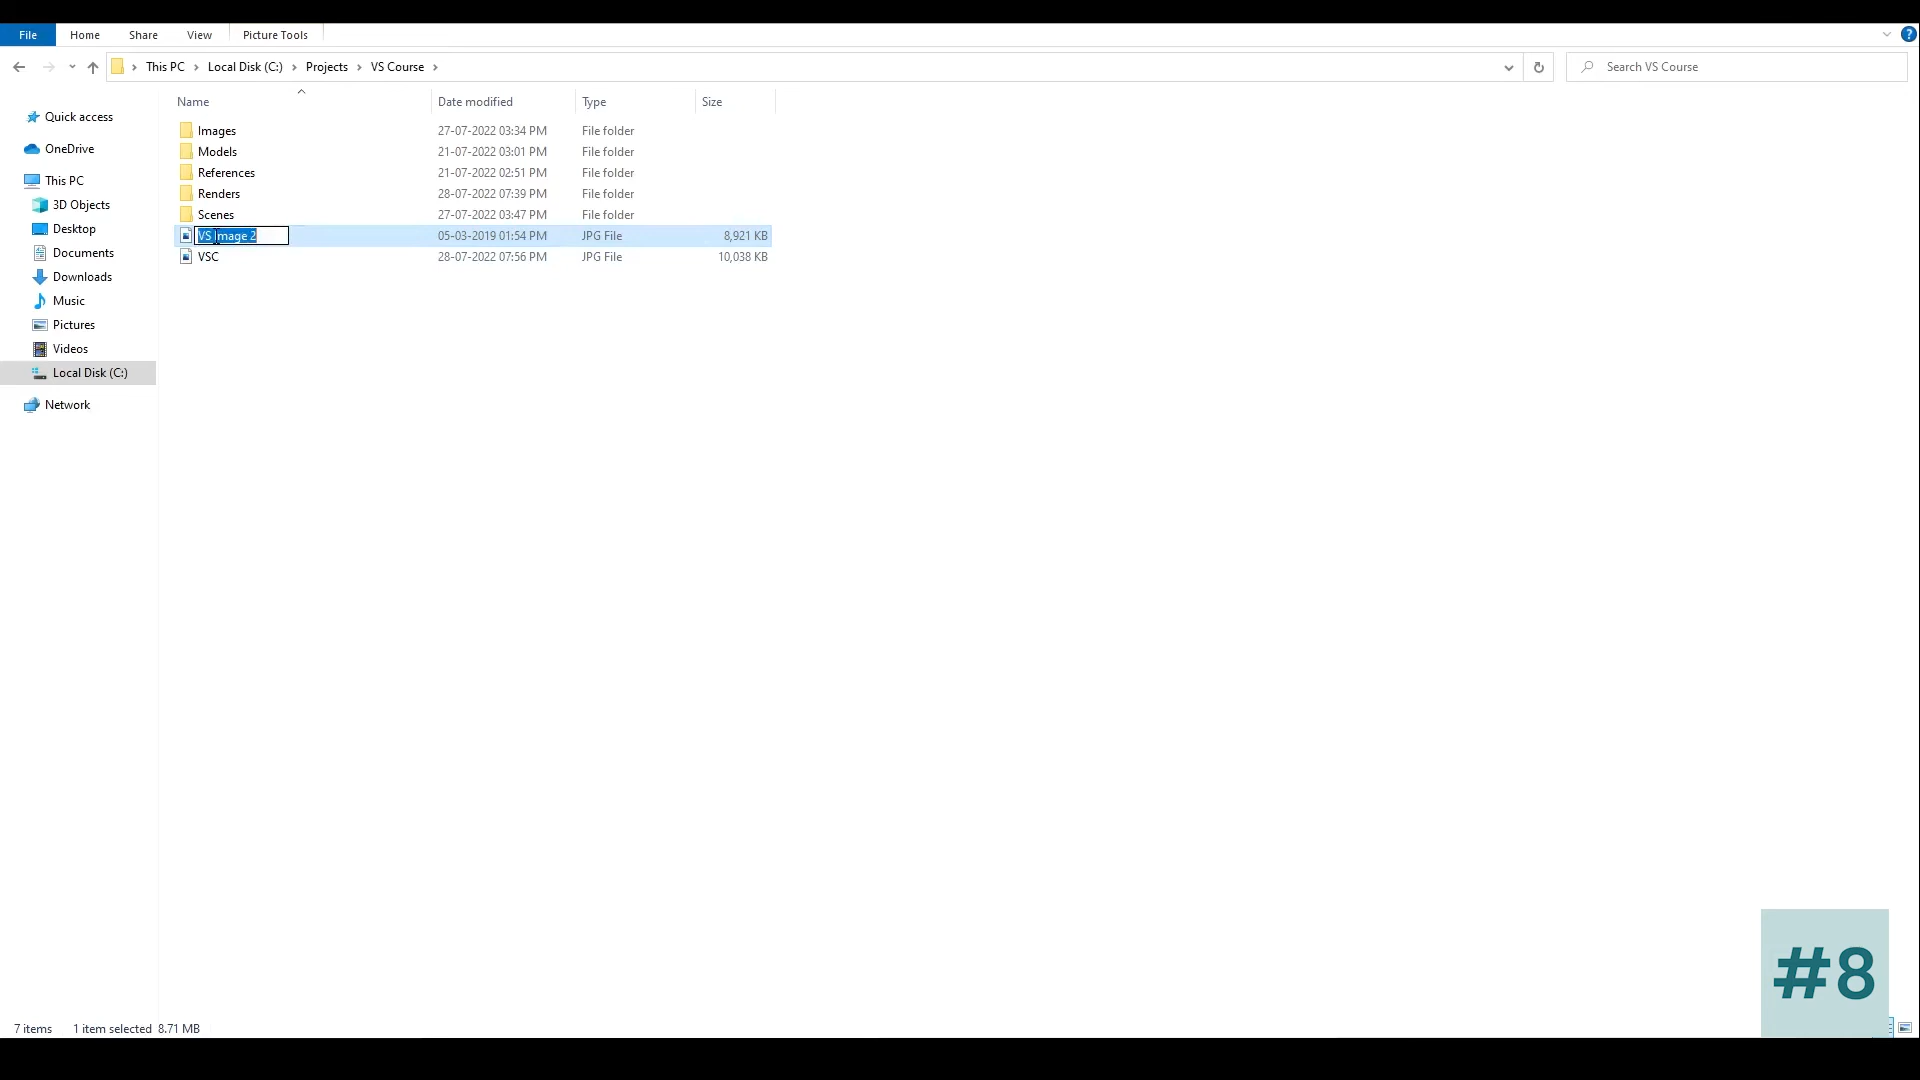 File Home Share View Picture Tools
This PC Local Disk (C:) Projects VS Course
Search VS Course
Name Date modified Type Size
Quick access
OneDrive
This PC
3D Objects
Desktop
Documents
Downloads
Music
Pictures
Videos
Local Disk (C:)
Network
Images 27-07-2022 03:34 PM File folder
Models 21-07-2022 03:01 PM File folder
References 21-07-2022 02:51 PM File folder
Renders 28-07-2022 07:39 PM File folder
Scenes 27-07-2022 03:47 PM File folder
VS Image 2 05-03-2019 01:54 PM JPG File 8,921 KB
VSC 28-07-2022 07:56 PM JPG File 10,038 KB
#8
7 items 1 item selected 8.71 MB